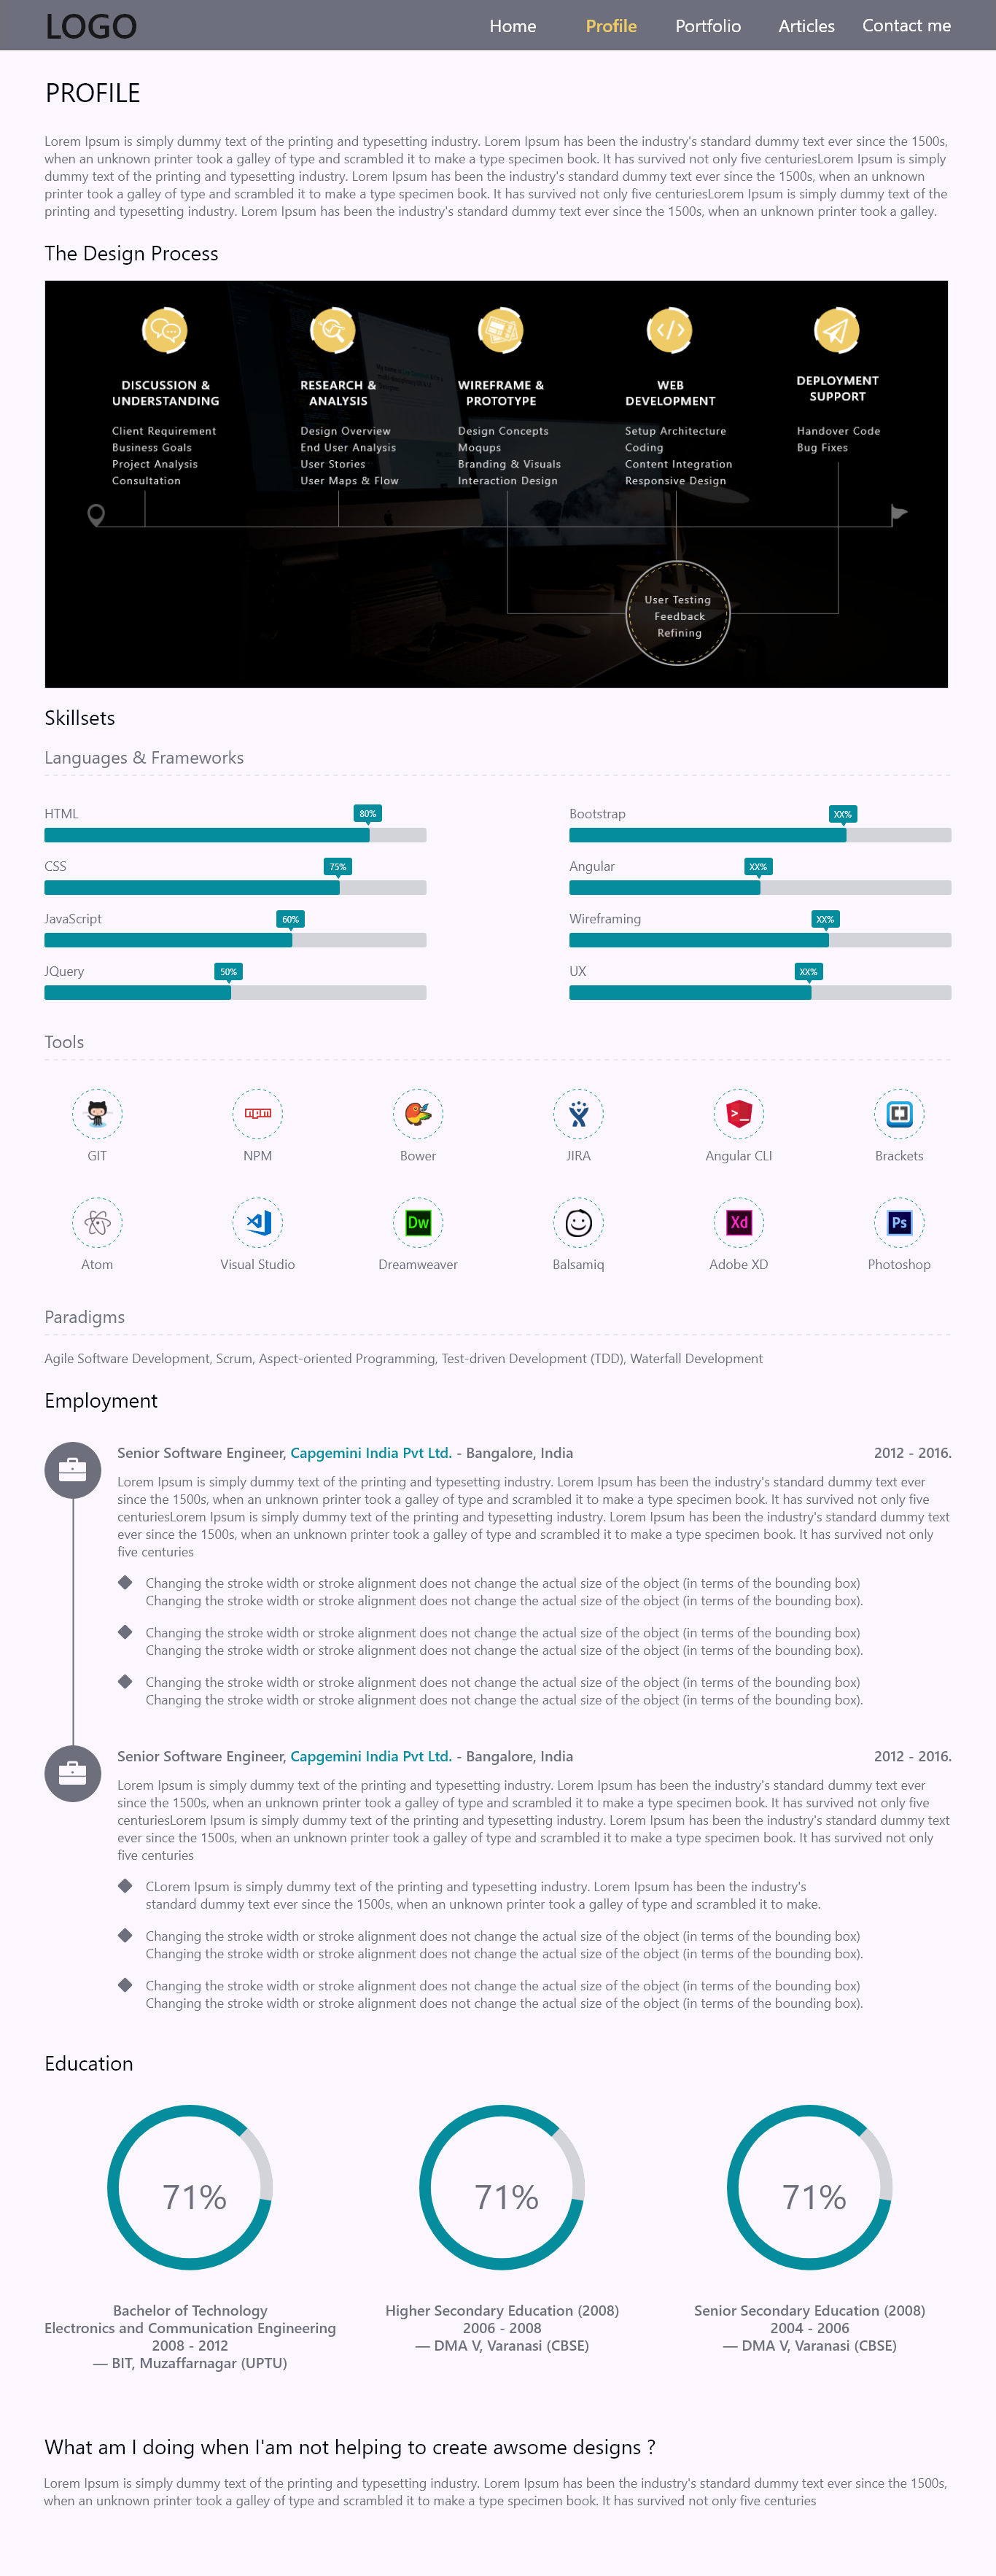 LOGO
Home Profile Portfolio Articles Contact me
PROFILE
Lorem Ipsum is simply dummy text of the printing and typesetting industry. Lorem Ipsum has been the industry's standard dummy text ever since the 1500s,
when an unknown printer took a galley of type and scrambled it to make a type specimen book. It has survived not only five centuriesLorem Ipsum is simply
dummy text of the printing and typesetting industry. Lorem Ipsum has been the industry's standard dummy text ever since the 1500s, when an unknown
printer took a galley of type and scrambled it to make a type specimen book. It has survived not only five centuriesLorem Ipsum is simply dummy text of the
printing and typesetting industry. Lorem Ipsum has been the industry's standard dummy text ever since the 1500s, when an unknown printer took a galley.
The Design Process
DISCUSSION &
UNDERSTANDING
Client Requirement
Business Goals
Project Analysis
Consultation
RESEARCH &
ANALYSIS
Design Overview
End User Analysis
User Stories
User Maps & Flow
WIREFRAME &
PROTOTYPE
Design Concepts
Moqups
Branding & Visuals
Interaction Design
WEB
DEVELOPMENT
Setup Architecture
Coding
Content Integration
Responsive Design
DEPLOYMENT
SUPPORT
Handover Code
Bug Fixes
User Testing
Feedback
Refining
Skillsets
Languages & Frameworks
HTML 80%
CSS 75%
JavaScript 60%
JQuery 50%
Bootstrap XX%
Angular XX%
Wireframing XX%
UX XX%
Tools
npm
>_
GIT NPM Bower JIRA Angular CLI Brackets
Dw Xd Ps
Atom Visual Studio Dreamweaver Balsamiq Adobe XD Photoshop
Paradigms
Agile Software Development, Scrum, Aspect-oriented Programming, Test-driven Development (TDD), Waterfall Development
Employment
Senior Software Engineer, Capgemini India Pvt Ltd. - Bangalore, India 2012 - 2016.
Lorem Ipsum is simply dummy text of the printing and typesetting industry. Lorem Ipsum has been the industry's standard dummy text ever
since the 1500s, when an unknown printer took a galley of type and scrambled it to make a type specimen book. It has survived not only five
centuriesLorem Ipsum is simply dummy text of the printing and typesetting industry. Lorem Ipsum has been the industry's standard dummy text
ever since the 1500s, when an unknown printer took a galley of type and scrambled it to make a type specimen book. It has survived not only
five centuries
Changing the stroke width or stroke alignment does not change the actual size of the object (in terms of the bounding box)
Changing the stroke width or stroke alignment does not change the actual size of the object (in terms of the bounding box).
Changing the stroke width or stroke alignment does not change the actual size of the object (in terms of the bounding box)
Changing the stroke width or stroke alignment does not change the actual size of the object (in terms of the bounding box).
Changing the stroke width or stroke alignment does not change the actual size of the object (in terms of the bounding box)
Changing the stroke width or stroke alignment does not change the actual size of the object (in terms of the bounding box).
Senior Software Engineer, Capgemini India Pvt Ltd. - Bangalore, India 2012 - 2016.
Lorem Ipsum is simply dummy text of the printing and typesetting industry. Lorem Ipsum has been the industry's standard dummy text ever
since the 1500s, when an unknown printer took a galley of type and scrambled it to make a type specimen book. It has survived not only five
centuriesLorem Ipsum is simply dummy text of the printing and typesetting industry. Lorem Ipsum has been the industry's standard dummy text
ever since the 1500s, when an unknown printer took a galley of type and scrambled it to make a type specimen book. It has survived not only
five centuries
CLorem Ipsum is simply dummy text of the printing and typesetting industry. Lorem Ipsum has been the industry's
standard dummy text ever since the 1500s, when an unknown printer took a galley of type and scrambled it to make.
Changing the stroke width or stroke alignment does not change the actual size of the object (in terms of the bounding box)
Changing the stroke width or stroke alignment does not change the actual size of the object (in terms of the bounding box).
Changing the stroke width or stroke alignment does not change the actual size of the object (in terms of the bounding box)
Changing the stroke width or stroke alignment does not change the actual size of the object (in terms of the bounding box).
Education
71%
Bachelor of Technology
Electronics and Communication Engineering
2008 - 2012
— BIT, Muzaffarnagar (UPTU)
71%
Higher Secondary Education (2008)
2006 - 2008
— DMA V, Varanasi (CBSE)
71%
Senior Secondary Education (2008)
2004 - 2006
— DMA V, Varanasi (CBSE)
What am I doing when I'am not helping to create awsome designs ?
Lorem Ipsum is simply dummy text of the printing and typesetting industry. Lorem Ipsum has been the industry's standard dummy text ever since the 1500s,
when an unknown printer took a galley of type and scrambled it to make a type specimen book. It has survived not only five centuries